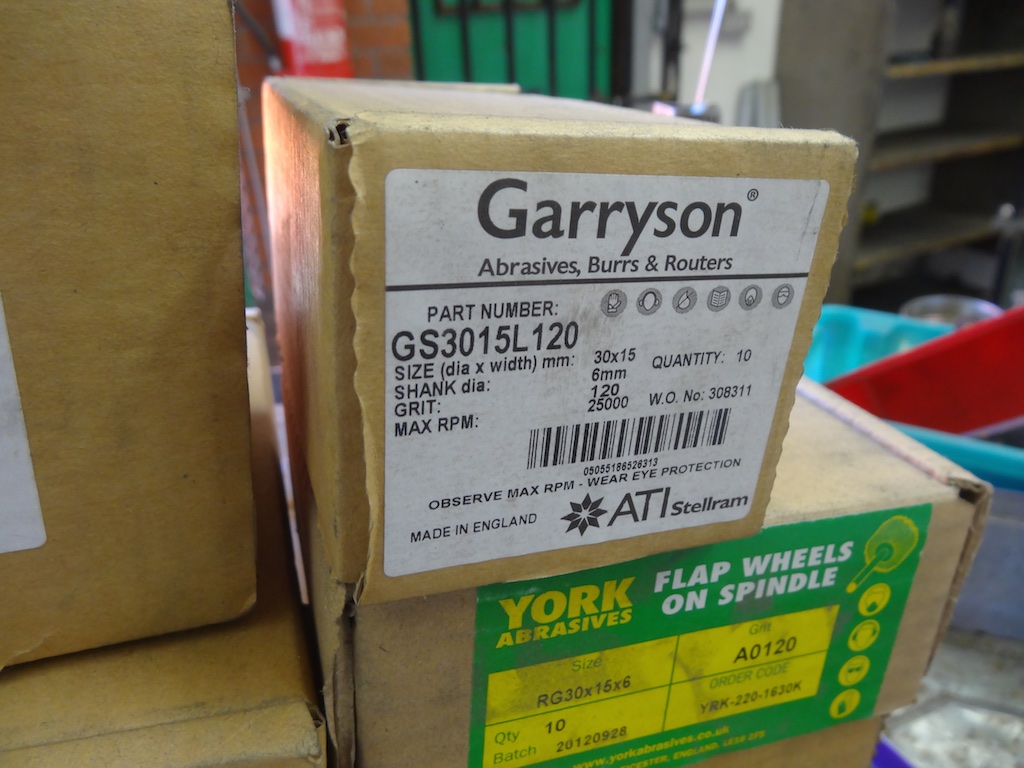 Garryson®
Abrasives, Burrs & Routers
PART NUMBER:
GS3015L120
SIZE (dia x width) mm: 30x15 QUANTITY: 10
SHANK dia: 6mm
GRIT: 120 W.O. No: 308311
MAX RPM: 25000
05055186526313
OBSERVE MAX RPM - WEAR EYE PROTECTION
MADE IN ENGLAND ATI Stellram
YORK
ABRASIVES
FLAP WHEELS
ON SPINDLE
Size
RG30x15x6
Grit
A0120
Qty 10
Batch 20120928
ORDER CODE
YRK-220-1630K
www.yorkabrasives.co.uk
LEICESTER, ENGLAND,